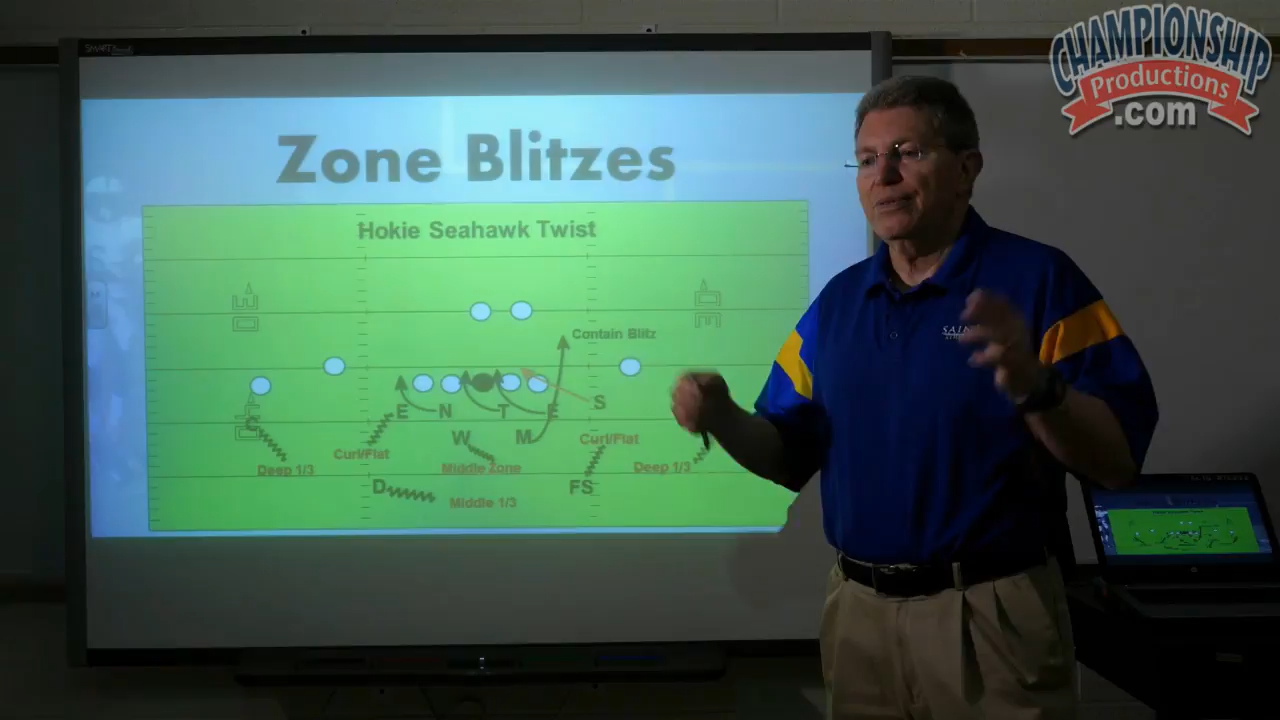 SMART
CHAMPIONSHIP
Productions
.com
Zone Blitzes
Hokie Seahawk Twist
Contain Blitz
S
E N T E
C
W M
Curl/Flat
Curl/Flat
Deep 1/3
Middle Zone
Deep 1/3
D
FS
Middle 1/3